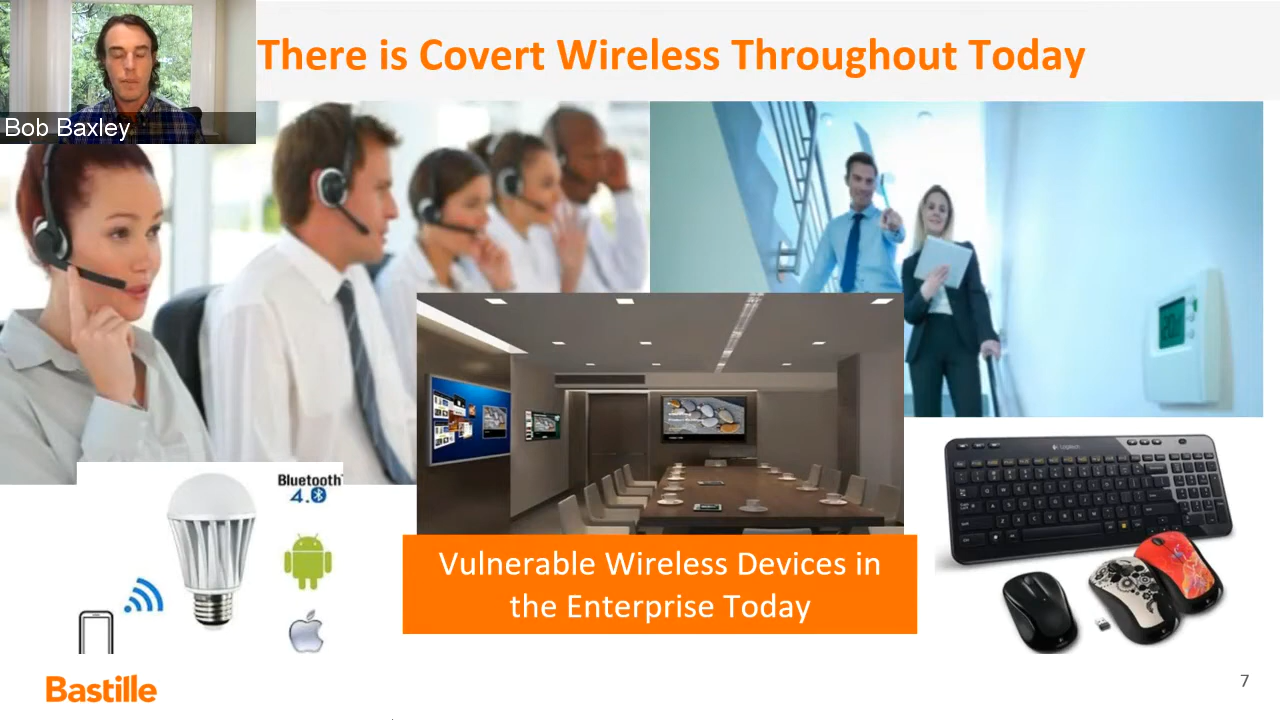 There is Covert Wireless Throughout Today
Bob Baxley
Bluetooth
4.0
Logitech
Vulnerable Wireless Devices in
the Enterprise Today
Bastille
7